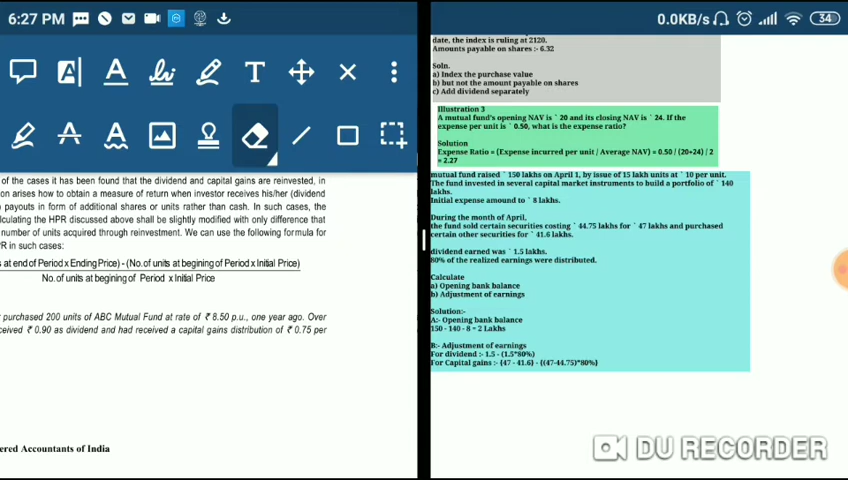 6:27 PM
0.0KB/s
34
date, the index is ruling at 2120.
Amounts payable on shares :- 6.32
Soln.
a) Index the purchase value
b) but not the amount payable on shares
c) Add dividend separately
Illustration 3
A mutual fund's opening NAV is ` 20 and its closing NAV is ` 24. If the
expense per unit is ` 0.50, what is the expense ratio?
Solution
Expense Ratio = (Expense incurred per unit / Average NAV) = 0.50 / (20+24) / 2
= 2.27
mutual fund raised ` 150 lakhs on April 1, by issue of 15 lakh units at ` 10 per unit.
The fund invested in several capital market instruments to build a portfolio of ` 140
lakhs.
Initial expense amound to ` 8 lakhs.
During the month of April,
the fund sold certain securities costing ` 44.75 lakhs for ` 47 lakhs and purchased
certain other securities for ` 41.6 lakhs.
dividend earned was ` 1.5 lakhs.
80% of the realized earnings were distributed.
Calculate
a) Opening bank balance
b) Adjustment of earnings
Solution:-
A:- Opening bank balance
150 - 140 - 8 = 2 Lakhs
B:- Adjustment of earnings
For dividend :- 1.5 - (1.5*80%)
For Capital gains :- {47 - 41.6} - {(47-44.75)*80%}
of the cases it has been found that the dividend and capital gains are reinvested, in
on arises how to obtain a measure of return when investor receives his/her (dividend
payouts in form of additional shares or units rather than cash. In such cases, the
lculating the HPR discussed above shall be slightly modified with only difference that
number of units acquired through reinvestment. We can use the following formula for
PR in such cases:
s at end of Period x Ending Price) - (No. of units at begining of Period x Initial Price)
No. of units at begining of Period x Initial Price
purchased 200 units of ABC Mutual Fund at rate of ₹ 8.50 p.u., one year ago. Over
ceived ₹ 0.90 as dividend and had received a capital gains distribution of ₹ 0.75 per
ered Accountants of India
DU RECORDER